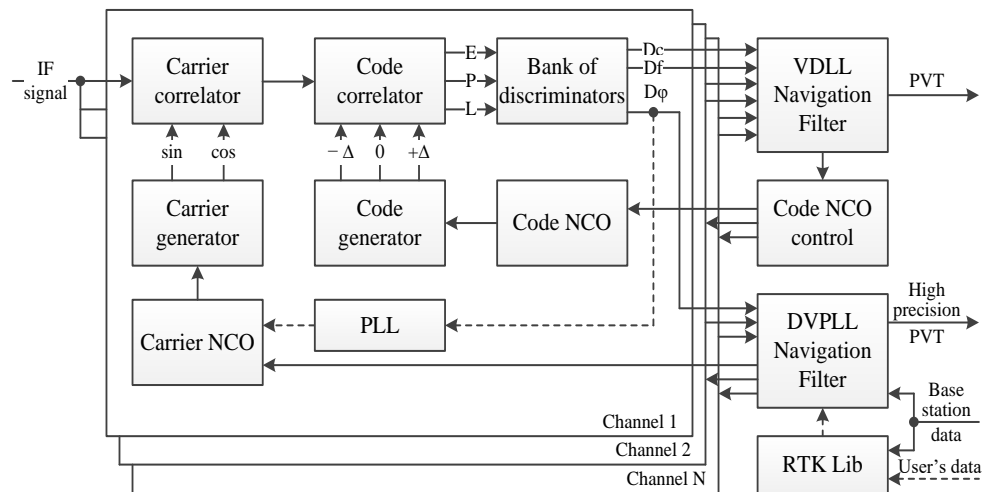 IF
signal
Carrier
correlator
Code
correlator
E
P
L
Bank of
discriminators
Dc
Df
Dφ
VDLL
Navigation
Filter
PVT
sin
cos
− Δ
0
+Δ
Carrier
generator
Code
generator
Code NCO
Code NCO
control
Carrier NCO
PLL
DVPLL
Navigation
Filter
High
precision
PVT
Base
station
data
Channel 1
Channel 2
Channel N
RTK Lib
User's data